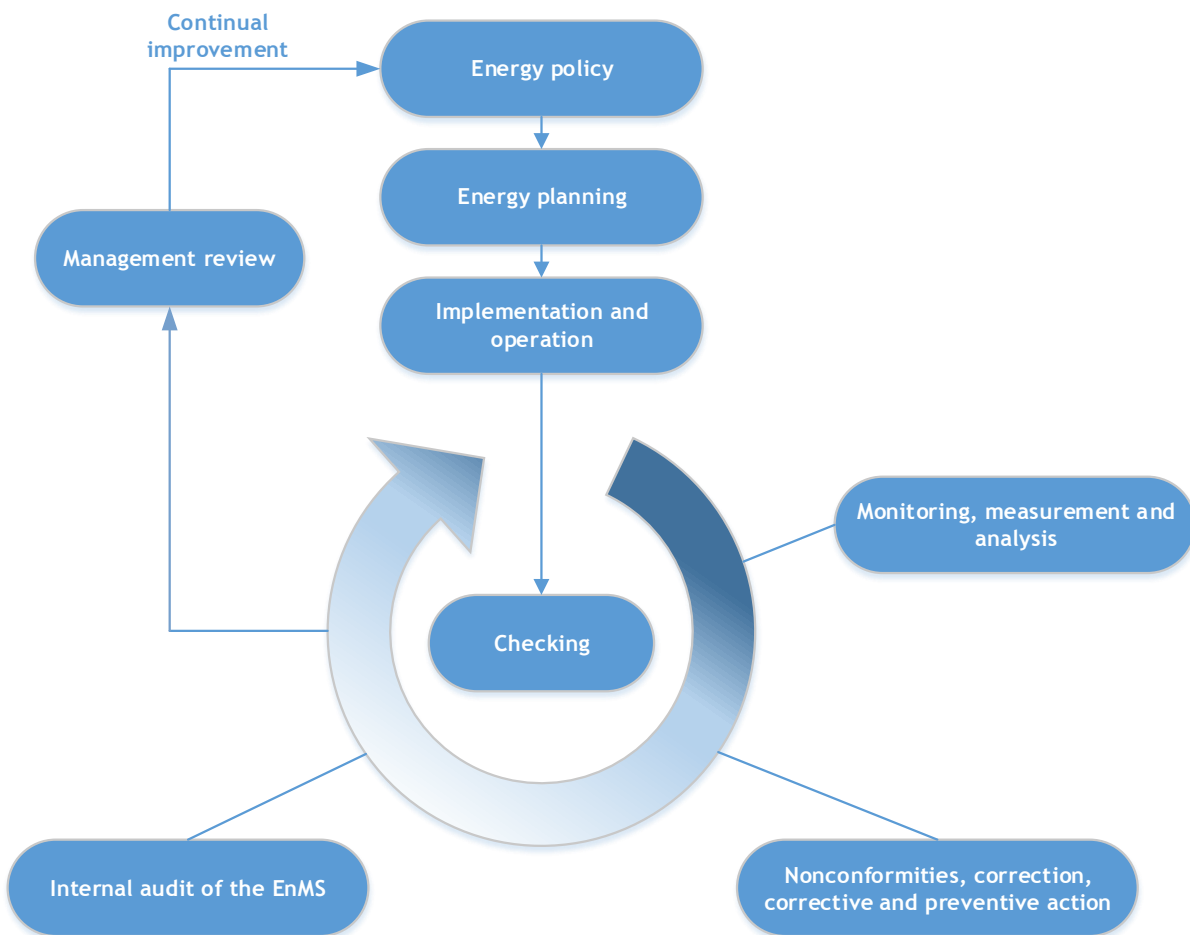 Continual
improvement
Energy policy
Energy planning
Management review
Implementation and
operation
Monitoring, measurement and
analysis
Checking
Internal audit of the EnMS
Nonconformities, correction,
corrective and preventive action